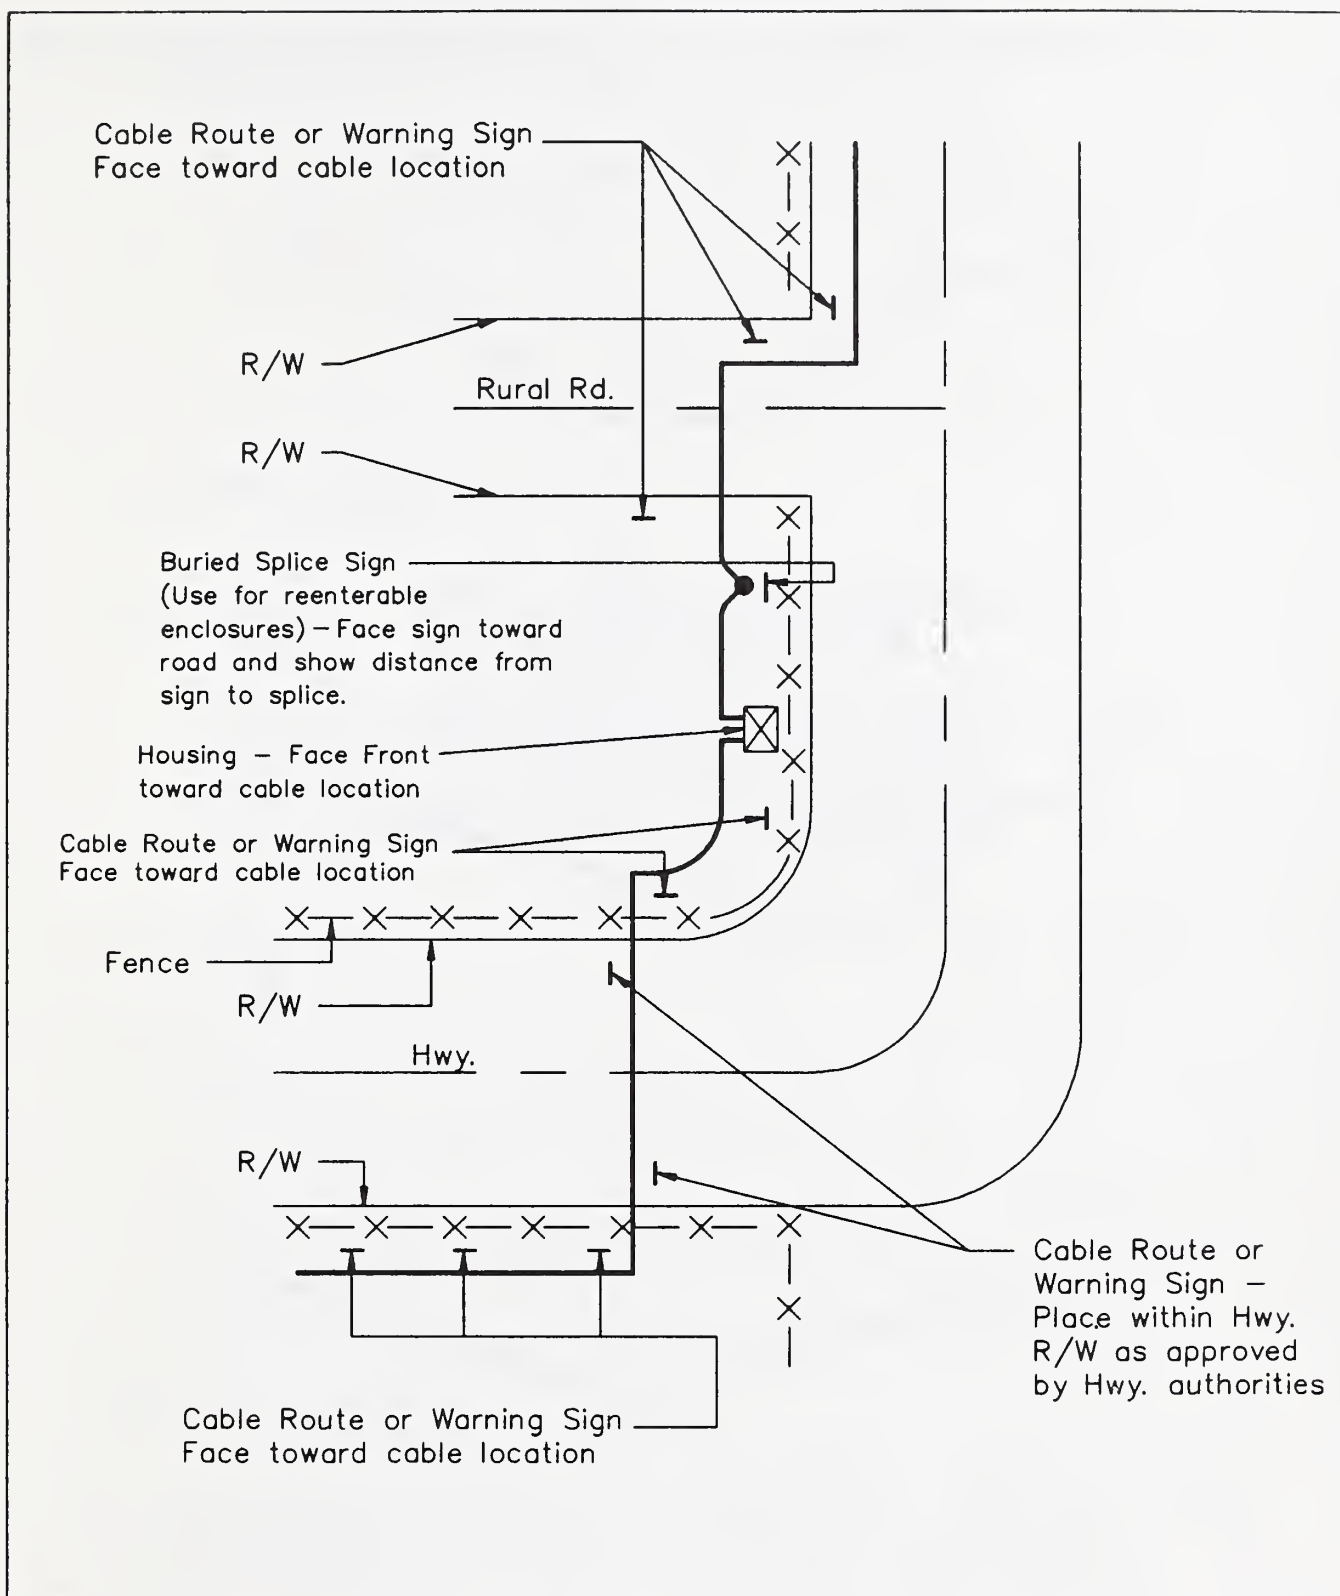 Cable Route or Warning Sign
Face toward cable location
R/W
Rural Rd.
R/W
Buried Splice Sign
(Use for reenterable
enclosures) – Face sign toward
road and show distance from
sign to splice.
Housing – Face Front
toward cable location
Cable Route or Warning Sign
Face toward cable location
Fence
R/W
Hwy.
R/W
Cable Route or
Warning Sign –
Place within Hwy.
R/W as approved
by Hwy. authorities
Cable Route or Warning Sign
Face toward cable location